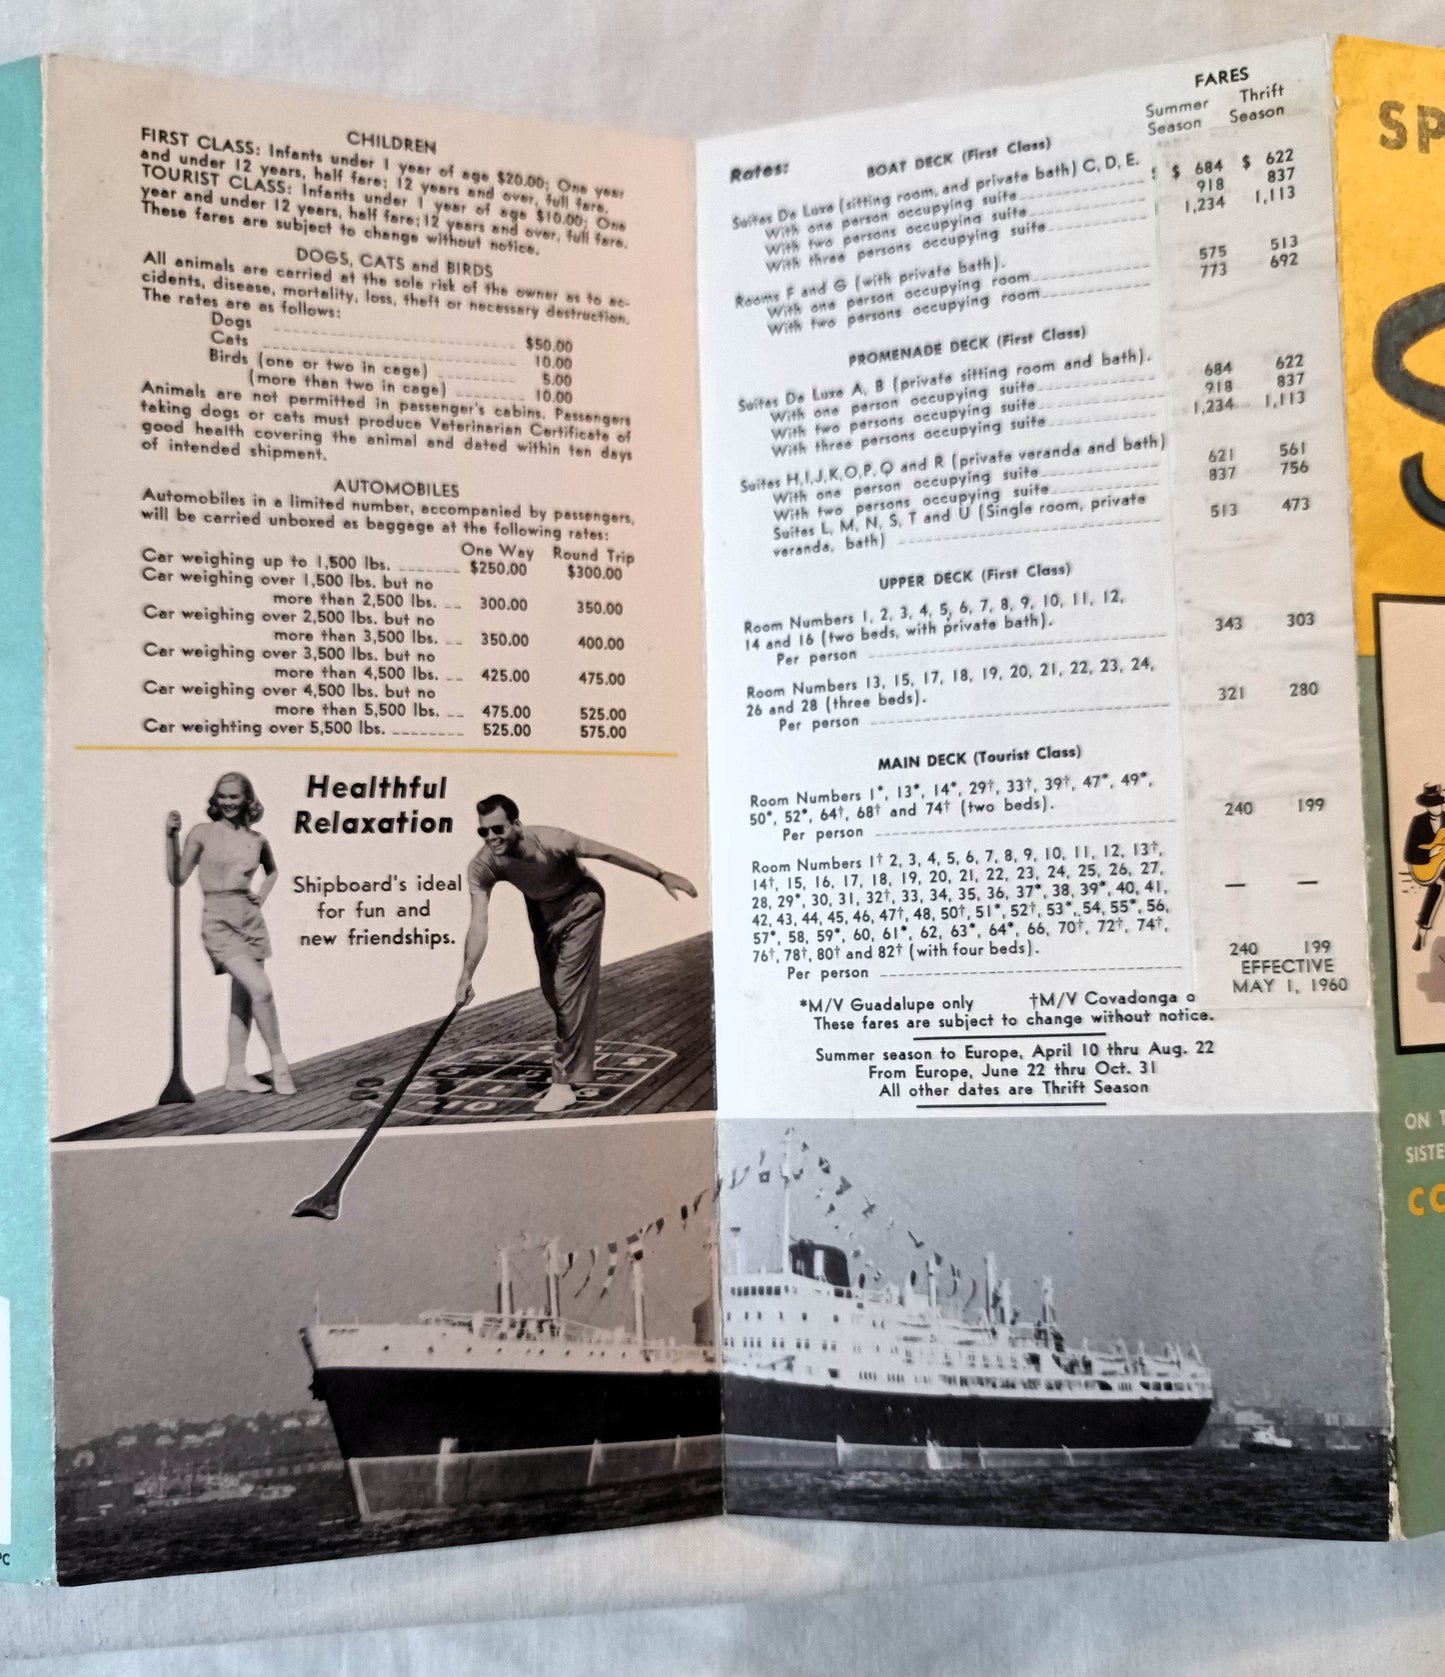 CHILDREN
FIRST CLASS: Infants under 1 year of age $20.00; One year
and under 12 years, half fare; 12 years and over, full fare.
TOURIST CLASS: Infants under 1 year of age $10.00; One
year and under 12 years, half fare; 12 years and over, full fare.
These fares are subject to change without notice.
DOGS, CATS and BIRDS
All animals are carried at the sole risk of the owner as to ac-
cidents, disease, mortality, loss, theft or necessary destruction.
The rates are as follows:
Dogs $50.00
Cats 10.00
Birds (one or two in cage) 5.00
(more than two in cage) 10.00
Animals are not permitted in passenger's cabins. Passengers
taking dogs or cats must produce Veterinarian Certificate of
good health covering the animal and dated within ten days
of intended shipment.
AUTOMOBILES
Automobiles in a limited number, accompanied by passengers,
will be carried unboxed as baggage at the following rates:
One Way Round Trip
Car weighing up to 1,500 lbs. $250.00 $300.00
Car weighing over 1,500 lbs. but no
more than 2,500 lbs. 300.00 350.00
Car weighing over 2,500 lbs. but no
more than 3,500 lbs. 350.00 400.00
Car weighing over 3,500 lbs. but no
more than 4,500 lbs. 425.00 475.00
Car weighing over 4,500 lbs. but no
more than 5,500 lbs. 475.00 525.00
Car weighting over 5,500 lbs. 525.00 575.00
Healthful
Relaxation
Shipboard's ideal
for fun and
new friendships.
FARES
Summer Thrift
Season Season
Rates: BOAT DECK (First Class)
Suites De Luxe (sitting room, and private bath) C, D, E.
With one person occupying suite $ 684 $ 622
With two persons occupying suite 918 837
With three persons occupying suite 1,234 1,113
Rooms F and G (with private bath).
With one person occupying room 575 513
With two persons occupying room 773 692
PROMENADE DECK (First Class)
Suites De Luxe A, B (private sitting room and bath).
With one person occupying suite 684 622
With two persons occupying suite 918 837
With three persons occupying suite 1,234 1,113
Suites H,I,J,K,O,P,Q and R (private veranda and bath)
With one person occupying suite 621 561
With two persons occupying suite 837 756
Suites L, M, N, S, T and U (Single room, private
veranda, bath) 513 473
UPPER DECK (First Class)
Room Numbers 1, 2, 3, 4, 5, 6, 7, 8, 9, 10, 11, 12,
14 and 16 (two beds, with private bath).
Per person 343 303
Room Numbers 13, 15, 17, 18, 19, 20, 21, 22, 23, 24,
26 and 28 (three beds).
Per person 321 280
MAIN DECK (Tourist Class)
Room Numbers 1*, 13*, 14*, 29†, 33†, 39†, 47*, 49*,
50*, 52*, 64†, 68† and 74† (two beds).
Per person 240 199
Room Numbers 1† 2, 3, 4, 5, 6, 7, 8, 9, 10, 11, 12, 13†,
14†, 15, 16, 17, 18, 19, 20, 21, 22, 23, 24, 25, 26, 27,
28, 29*, 30, 31, 32†, 33, 34, 35, 36, 37*, 38, 39*, 40, 41,
42, 43, 44, 45, 46, 47†, 48, 50†, 51*, 52†, 53*, 54, 55*, 56,
57*, 58, 59*, 60, 61*, 62, 63*, 64*, 66, 70†, 72†, 74†,
76†, 78†, 80† and 82† (with four beds). — —
Per person 240 199
EFFECTIVE
MAY 1, 1960
*M/V Guadalupe only †M/V Covadonga o
These fares are subject to change without notice.
Summer season to Europe, April 10 thru Aug. 22
From Europe, June 22 thru Oct. 31
All other dates are Thrift Season
SP
S
ON T
SISTE
CO
PC
10